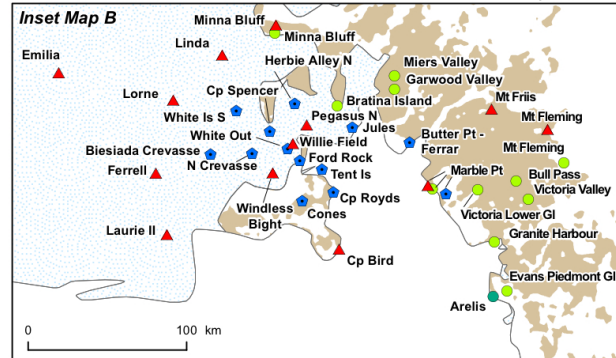 Inset Map B
Minna Bluff
Minna Bluff
Emilia
Linda
Herbie Alley N
Miers Valley
Garwood Valley
Cp Spencer
Lorne
Bratina Island
Mt Friis
White Is S
Pegasus N
Mt Fleming
Jules
White Out
Willie Field
Butter Pt -
Ferrar
Mt Fleming
Biesiada Crevasse
Ford Rock
Marble Pt
Bull Pass
Ferrell
N Crevasse
Tent Is
Victoria Valley
Cp Royds
Windless
Bight
Cones
Victoria Lower Gl
Laurie II
Granite Harbour
Cp Bird
Evans Piedmont Gl
Arelis
0
100 km